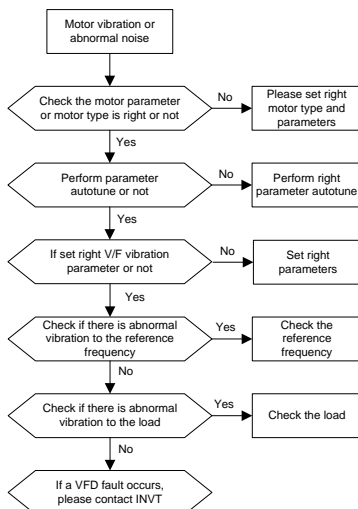 Motor vibration or
abnormal noise
Check the motor parameter
or motor type is right or not
No
Please set right
motor type and
parameters
Yes
Perform parameter
autotune or not
No
Perform right
parameter autotune
Yes
If set right V/F vibration
parameter or not
No
Set right
parameters
Yes
Check if there is abnormal
vibration to the reference
frequency
Yes
Check the
reference
frequency
No
Check if there is abnormal
vibration to the load
Yes
Check the load
No
If a VFD fault occurs,
please contact INVT